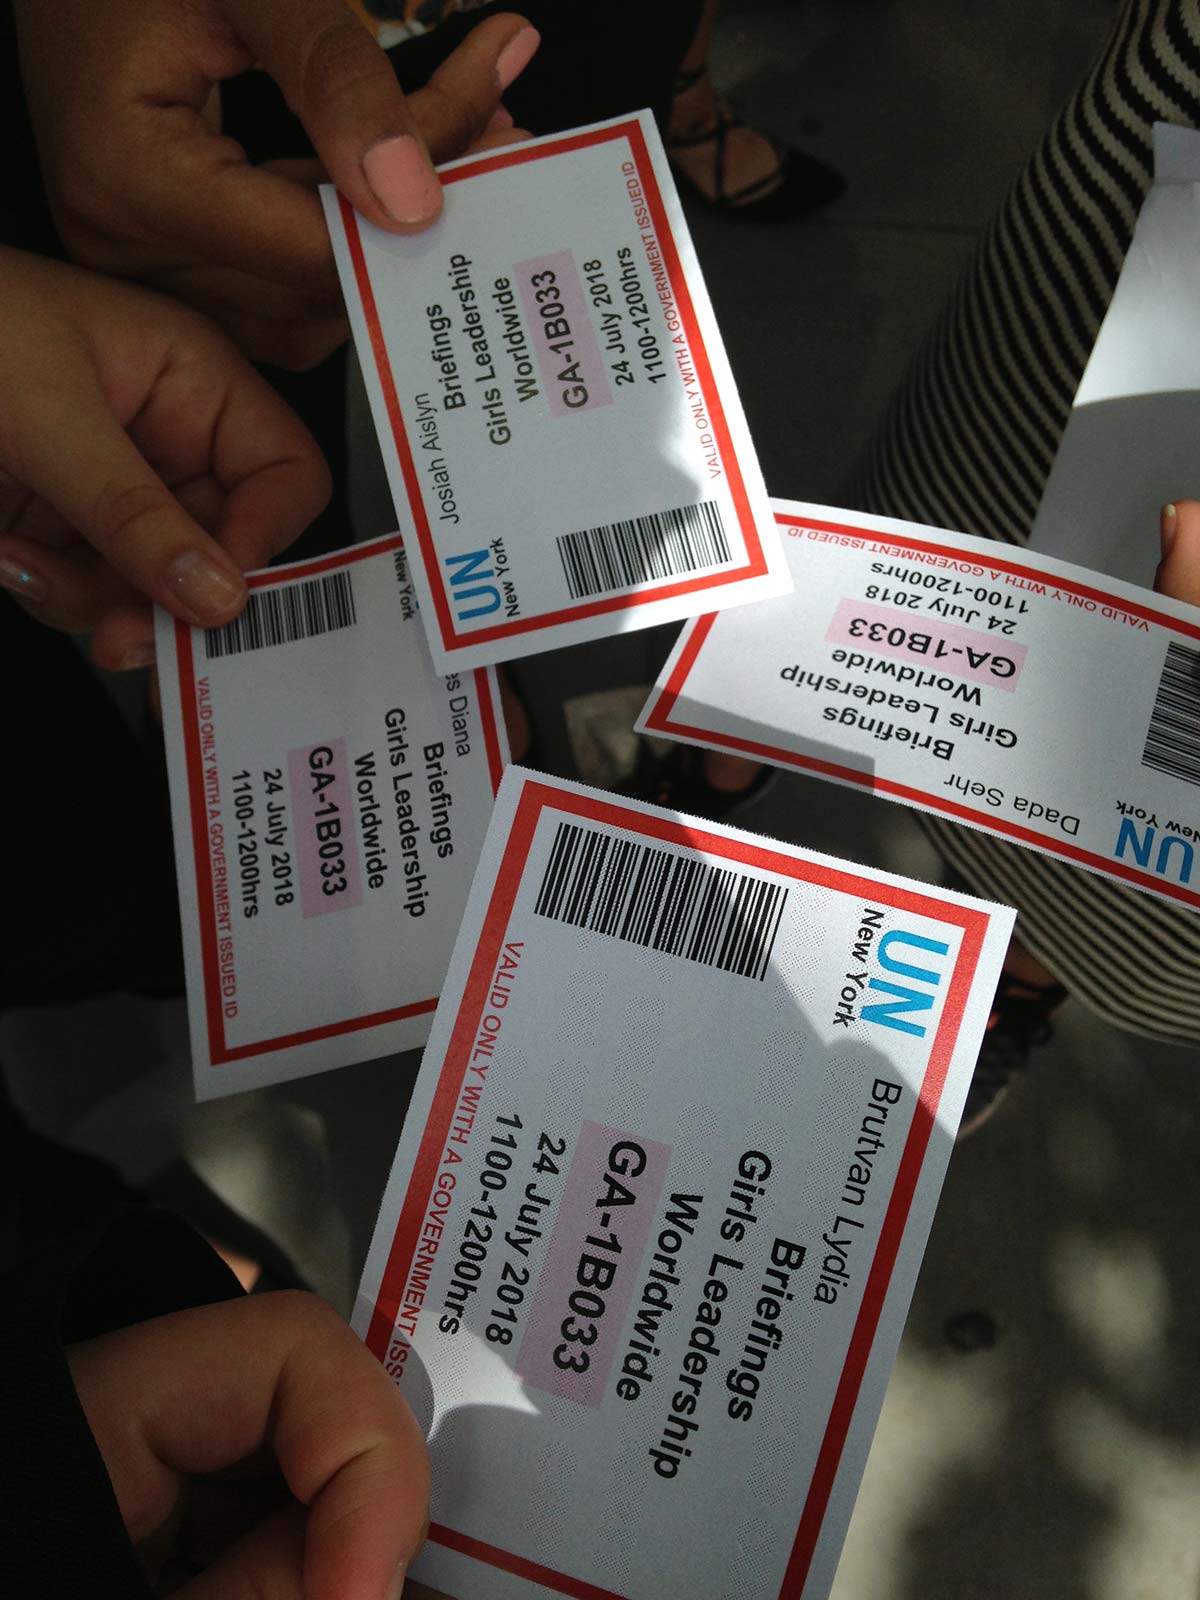 UN
New York
Josiah Aislyn
Briefings
Girls Leadership
Worldwide
GA-1B033
24 July 2018
1100-1200hrs
VALID ONLY WITH A GOVERNMENT ISSUED ID
New York
Diana
Briefings
Girls Leadership
Worldwide
GA-1B033
24 July 2018
1100-1200hrs
VALID ONLY WITH A GOVERNMENT ISSUED ID
UN
New York
Dada Sehr
Briefings
Girls Leadership
Worldwide
GA-1B033
24 July 2018
1100-1200hrs
VALID ONLY WITH A GOVERNMENT ISSUED ID
UN
New York
Brutvan Lydia
Briefings
Girls Leadership
Worldwide
GA-1B033
24 July 2018
1100-1200hrs
VALID ONLY WITH A GOVERNMENT ISS